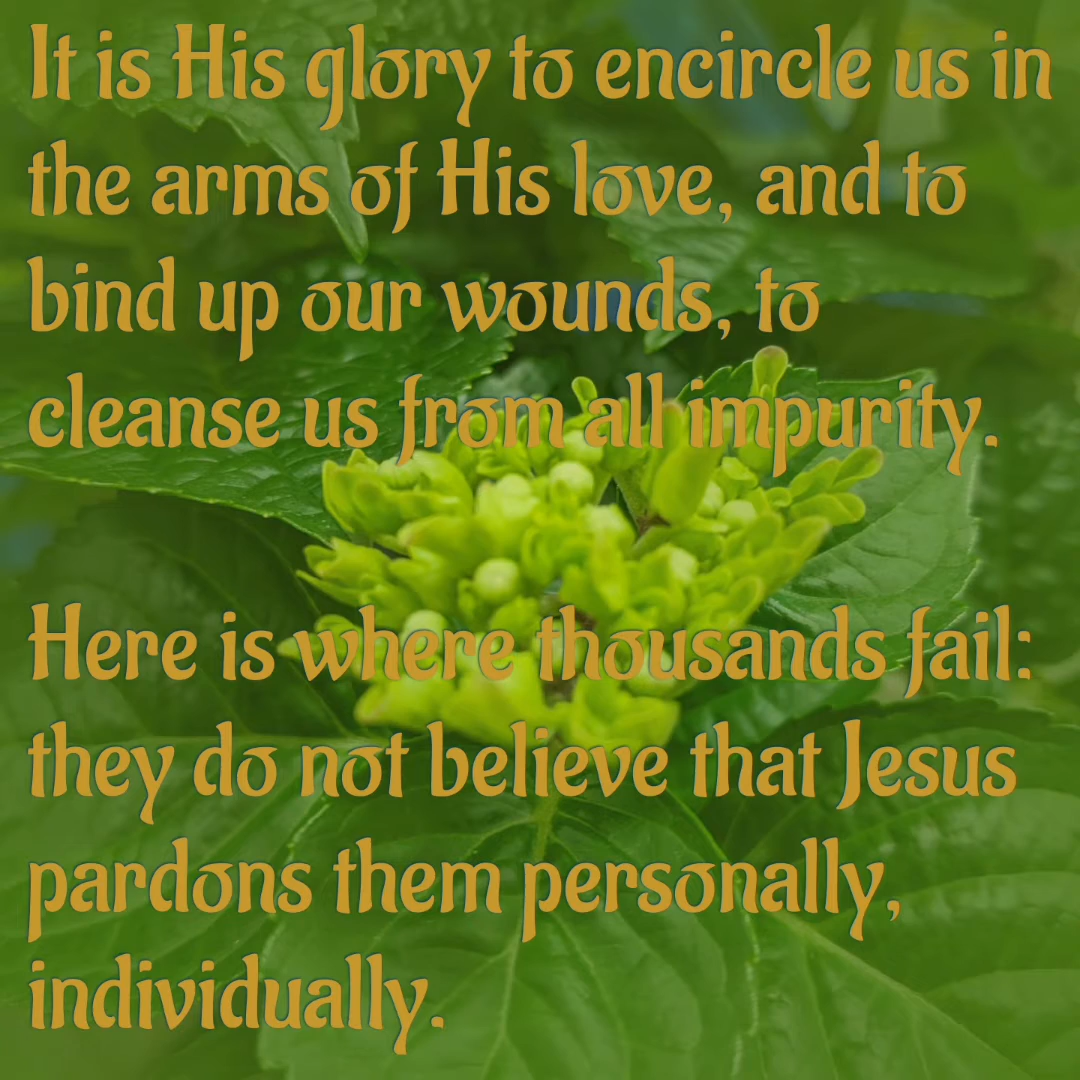 It is His glory to encircle us in
the arms of His love, and to
bind up our wounds, to
cleanse us from all impurity.
Here is where thousands fail:
they do not believe that Jesus
pardons them personally,
individually.